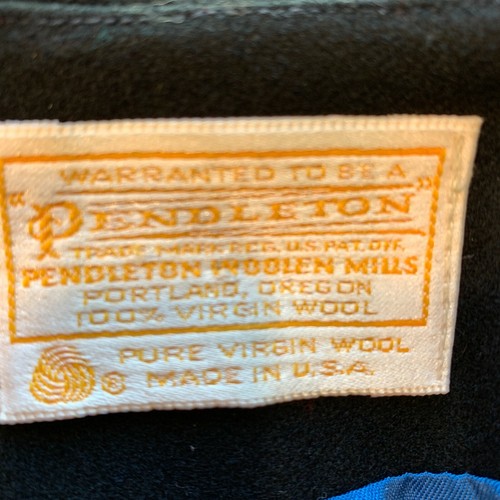 WARRANTED TO BE A
"PENDLETON"
TRADE MARK REG. U.S. PAT. OFF.
PENDLETON WOOLEN MILLS
PORTLAND, OREGON
100% VIRGIN WOOL
PURE VIRGIN WOOL
® MADE IN U.S.A.